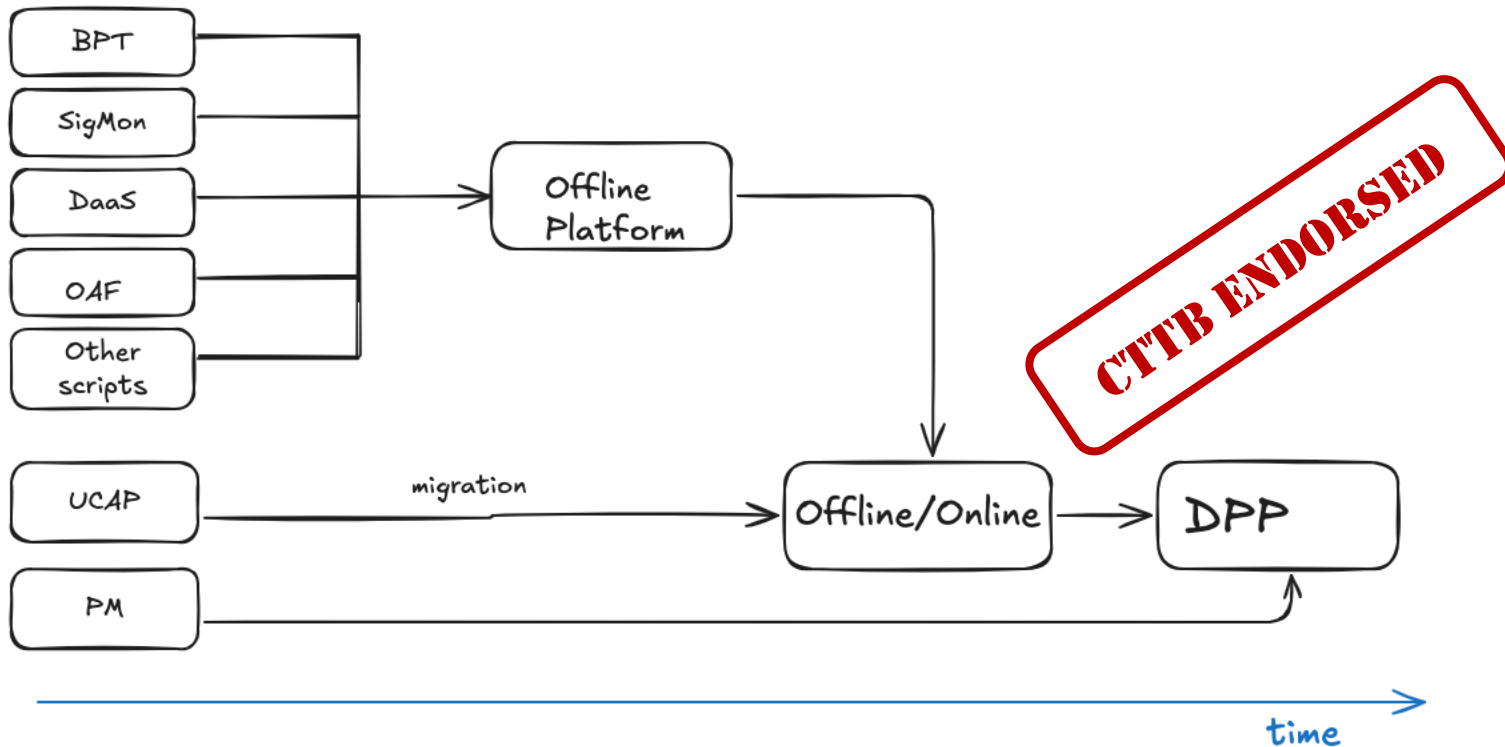 BPT
SigMon
DaaS
OAF
Other
scripts
Offline
Platform
CTTB ENDORSED
UCAP
migration
Offline/Online
DPP
PM
time